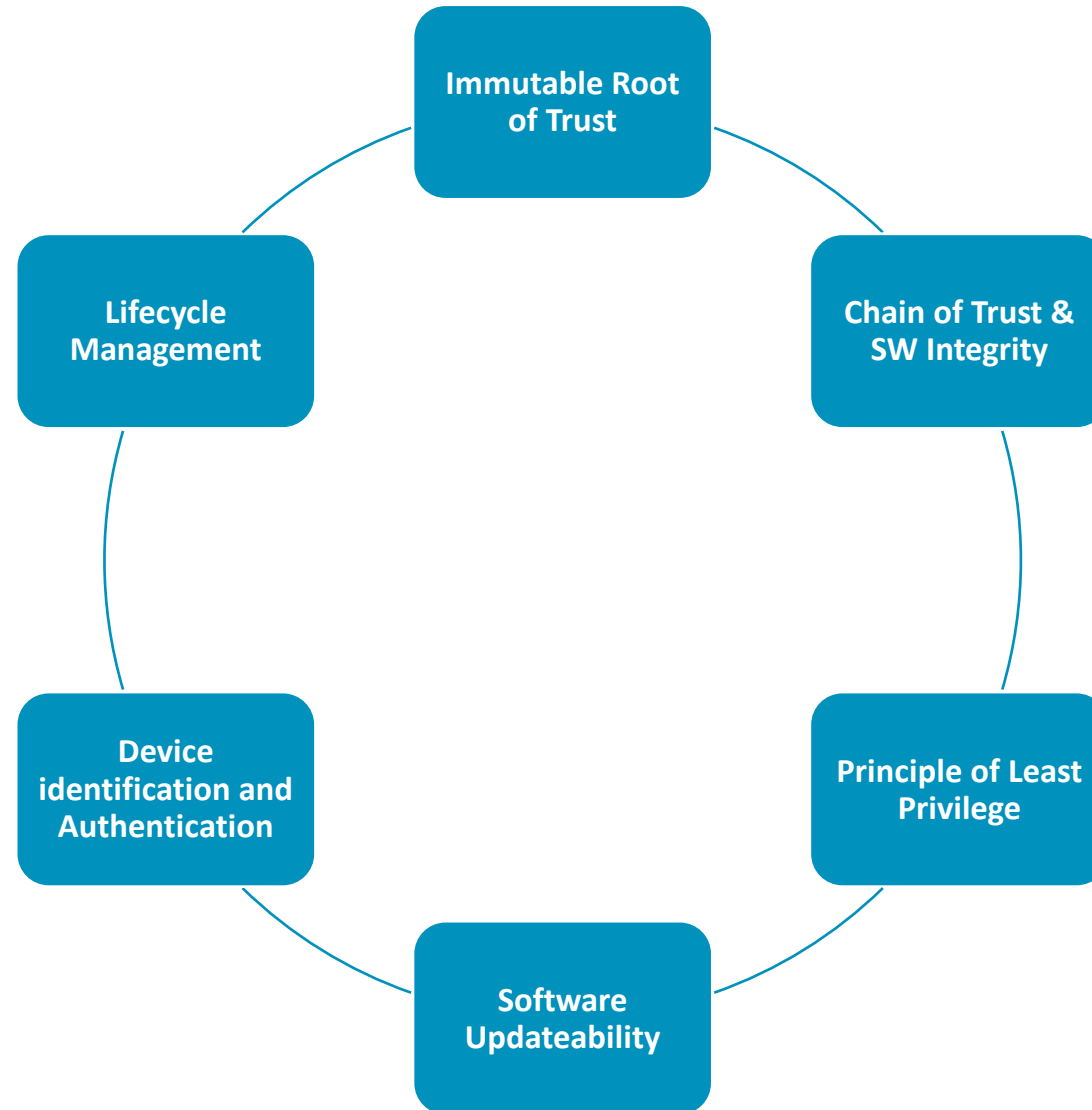 Immutable Root
of Trust
Chain of Trust &
SW Integrity
Principle of Least
Privilege
Software
Updateability
Device
identification and
Authentication
Lifecycle
Management